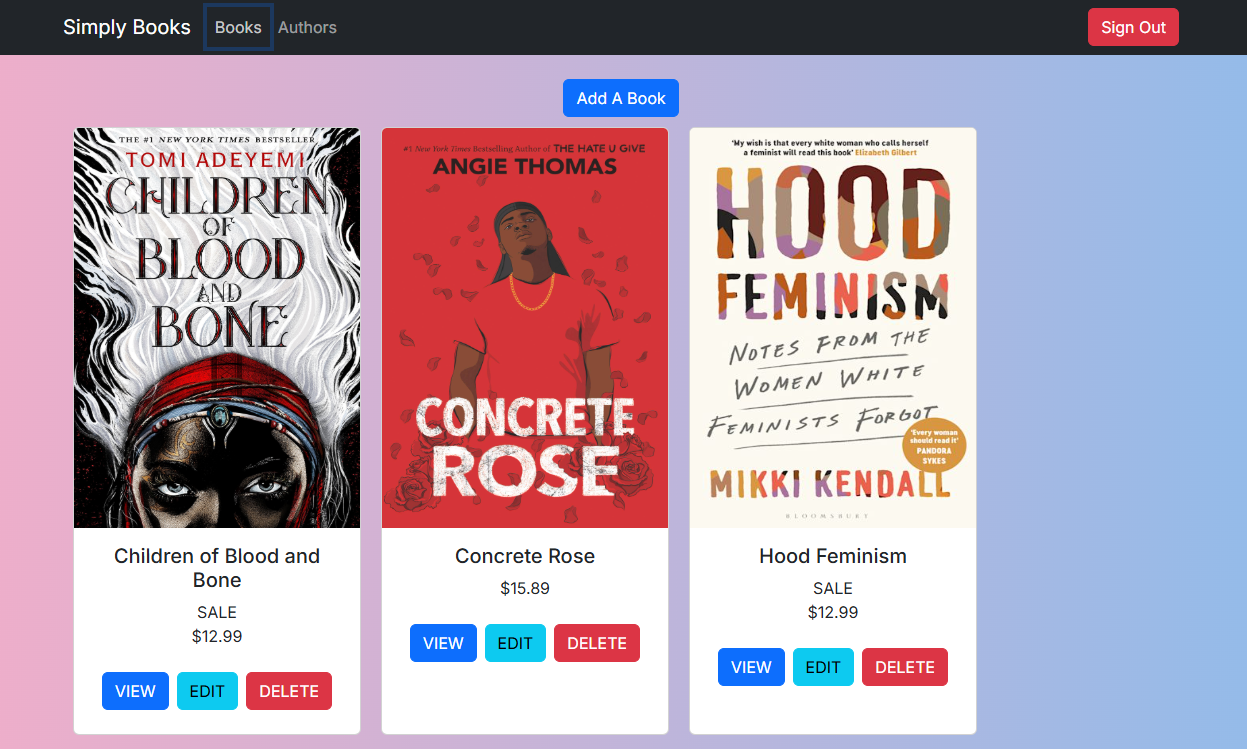 Simply Books Books Authors Sign Out
Add A Book
THE #1 NEW YORK TIMES BESTSELLER
TOMI ADEYEMI
CHILDREN
OF
BLOOD
AND
BONE
#1 New York Times Bestselling Author of THE HATE U GIVE
ANGIE THOMAS
CONCRETE
ROSE
'My wish is that every white woman who calls herself
a feminist will read this book' Elizabeth Gilbert
HOOD
FEMINISM
NOTES FROM THE
WOMEN WHITE
FEMINISTS FORGOT
'Every woman
should read it'
PANDORA
SYKES
MIKKI KENDALL
BLOOMSBURY
Children of Blood and
Bone
SALE
$12.99
VIEW EDIT DELETE
Concrete Rose
$15.89
VIEW EDIT DELETE
Hood Feminism
SALE
$12.99
VIEW EDIT DELETE